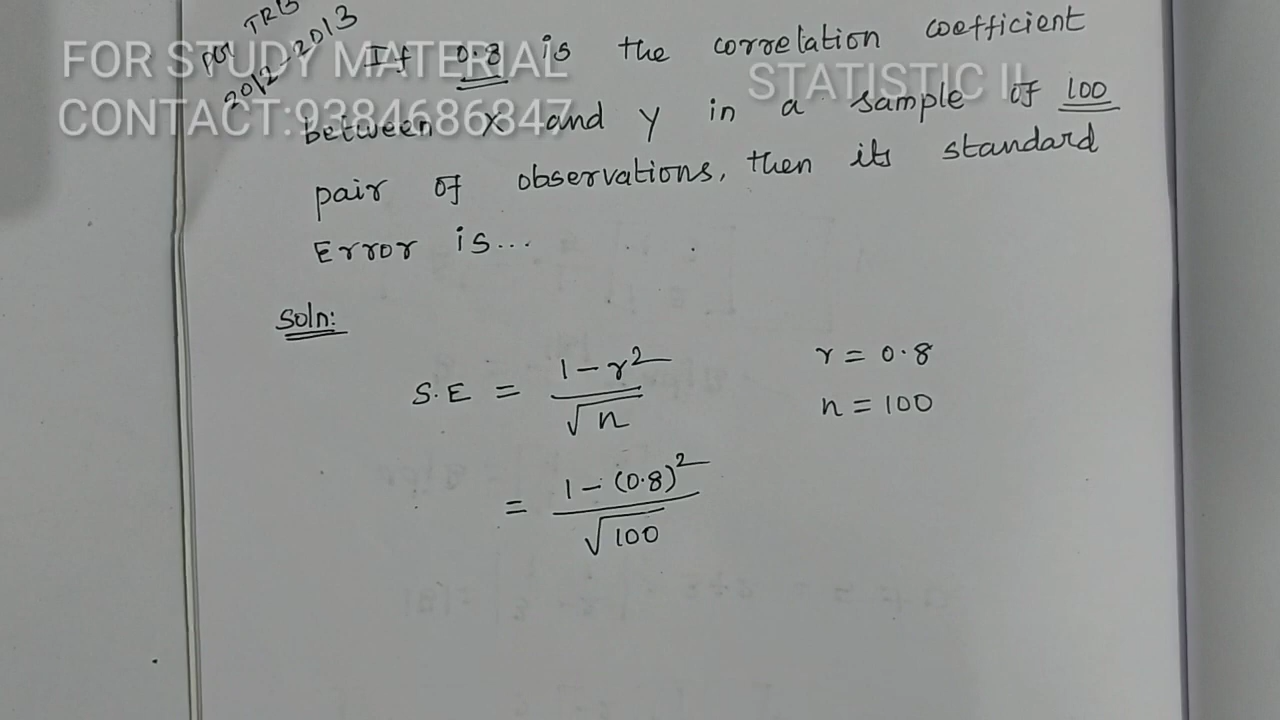 PG TRB
2012-2013
FOR STUDY MATERIAL
CONTACT:9384686847
STATISTIC II
If 0.8 is the correlation coefficient
between X and y in a sample of 100
pair of observations, then its standard
Error is...
Soln:
S.E = 1-r² / √n
r = 0.8
n = 100
= 1-(0.8)² / √100